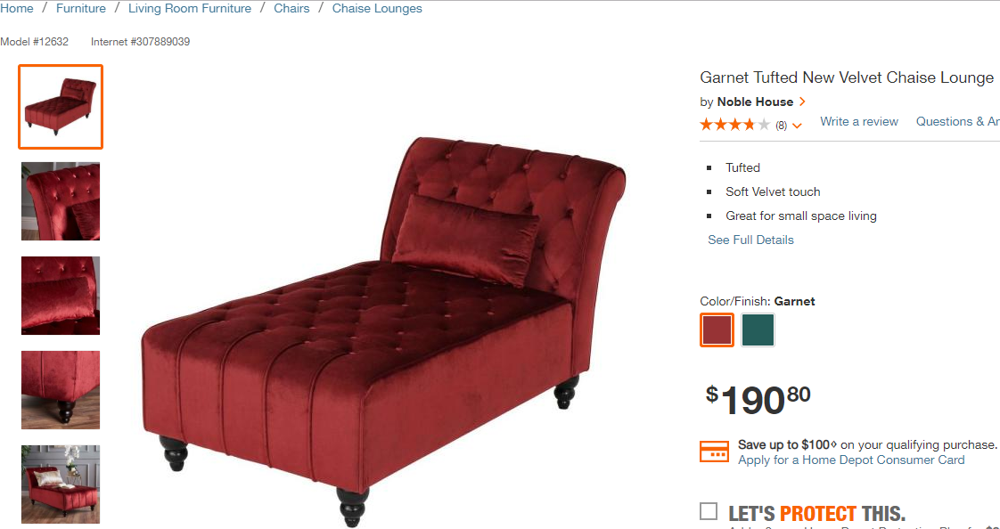 Home / Furniture / Living Room Furniture / Chairs / Chaise Lounges
Model #12632 Internet #307889039
Garnet Tufted New Velvet Chaise Lounge
by Noble House
(8) Write a review Questions & Ar
Tufted
Soft Velvet touch
Great for small space living
See Full Details
Color/Finish: Garnet
$190 80
Save up to $100◊ on your qualifying purchase.
Apply for a Home Depot Consumer Card
LET'S PROTECT THIS.